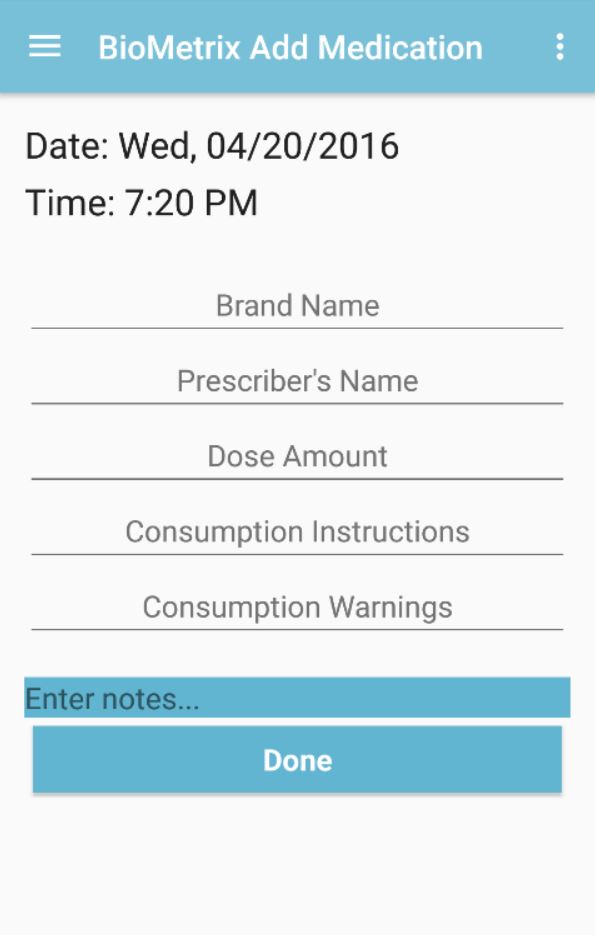 BioMetrix Add Medication
Date: Wed, 04/20/2016
Time: 7:20 PM
Brand Name
Prescriber's Name
Dose Amount
Consumption Instructions
Consumption Warnings
Enter notes...
Done